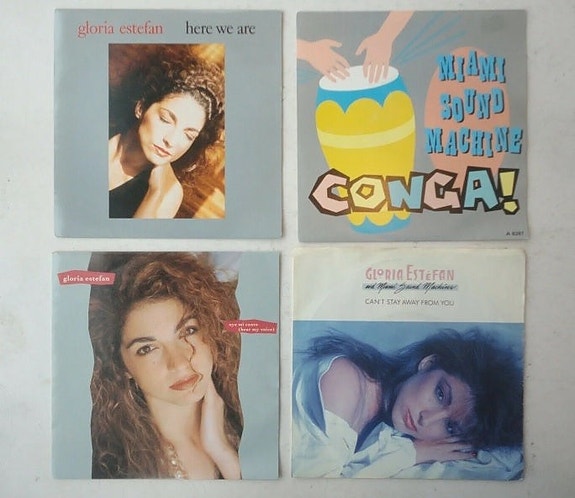 gloria estefan here we are
MIAMI
SOUND
MACHINE
CONGA!
gloria estefan
oye mi canto
(hear my voice)
GLORIA ESTEFAN
and Miami Sound Machine
CAN'T STAY AWAY FROM YOU